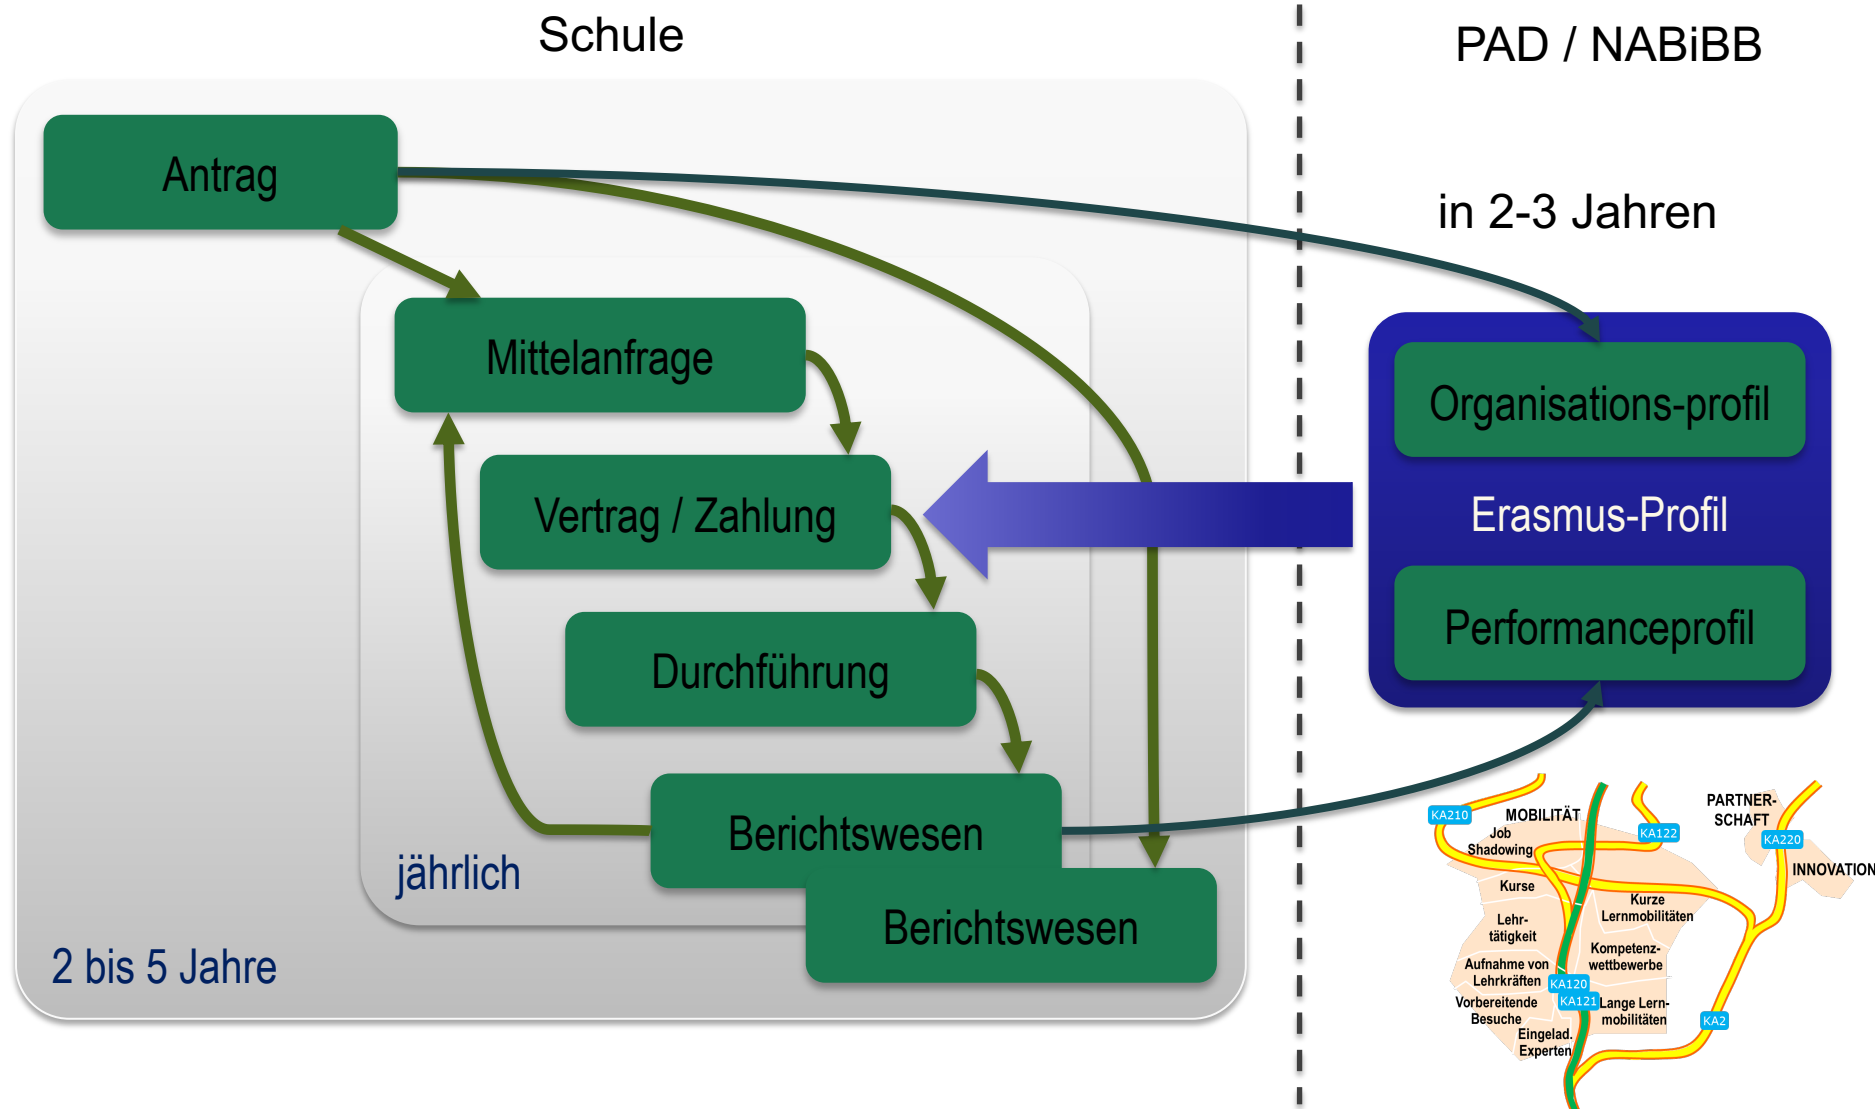 Schule
PAD / NABiBB
Antrag
in 2-3 Jahren
Mittelanfrage
Organisations-profil
Vertrag / Zahlung
Erasmus-Profil
Performanceprofil
Durchführung
Berichtswesen
jährlich
Berichtswesen
2 bis 5 Jahre
KA210
MOBILITÄT
Job
Shadowing
KA122
PARTNER-
SCHAFT
KA220
INNOVATION
Kurse
Kurze
Lernmobilitäten
Lehr-
tätigkeit
Kompetenz-
wettbewerbe
Aufnahme von
Lehrkräften
KA120
KA121
Vorbereitende
Besuche
Lange Lern-
mobilitäten
KA2
Eingelad.
Experten